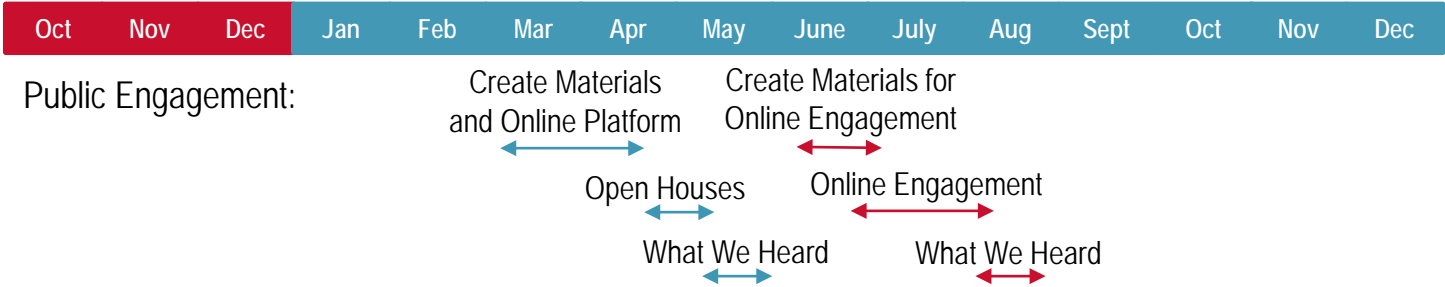 Oct Nov Dec Jan Feb Mar Apr May June July Aug Sept Oct Nov Dec
Public Engagement:
Create Materials
and Online Platform
Create Materials for
Online Engagement
Open Houses
Online Engagement
What We Heard
What We Heard